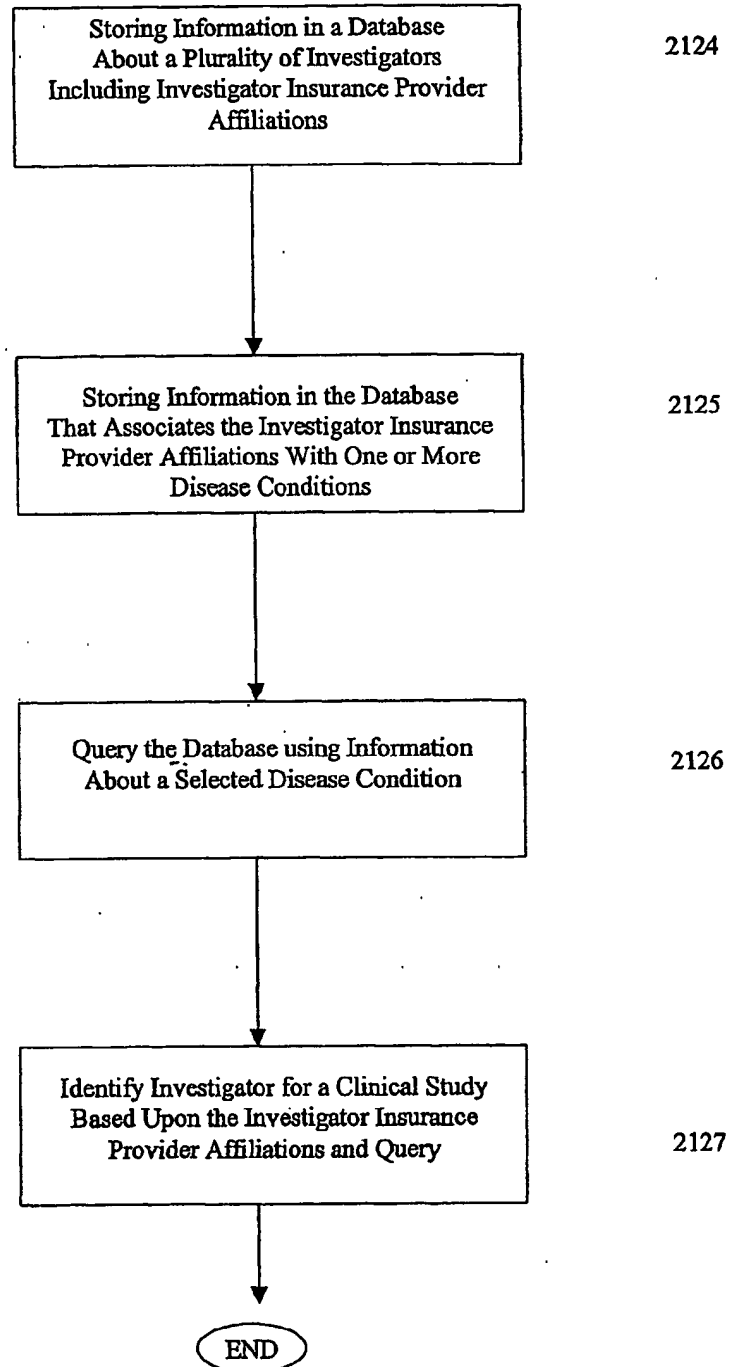 Storing Information in a Database
About a Plurality of Investigators
Including Investigator Insurance Provider
Affiliations
2124
Storing Information in the Database
That Associates the Investigator Insurance
Provider Affiliations With One or More
Disease Conditions
2125
Query the Database using Information
About a Selected Disease Condition
2126
Identify Investigator for a Clinical Study
Based Upon the Investigator Insurance
Provider Affiliations and Query
2127
END